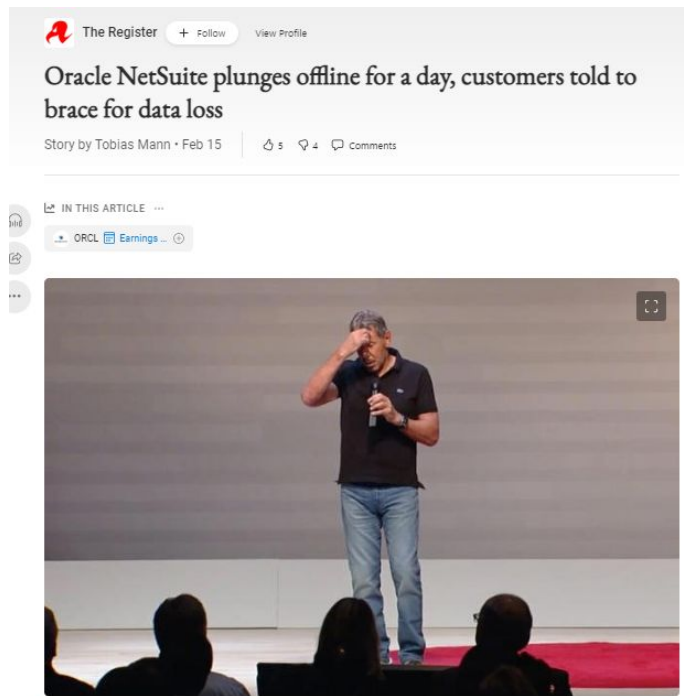 The Register + Follow View Profile
Oracle NetSuite plunges offline for a day, customers told to
brace for data loss
Story by Tobias Mann • Feb 15 5 4 Comments
IN THIS ARTICLE ···
ORCL Earnings ...